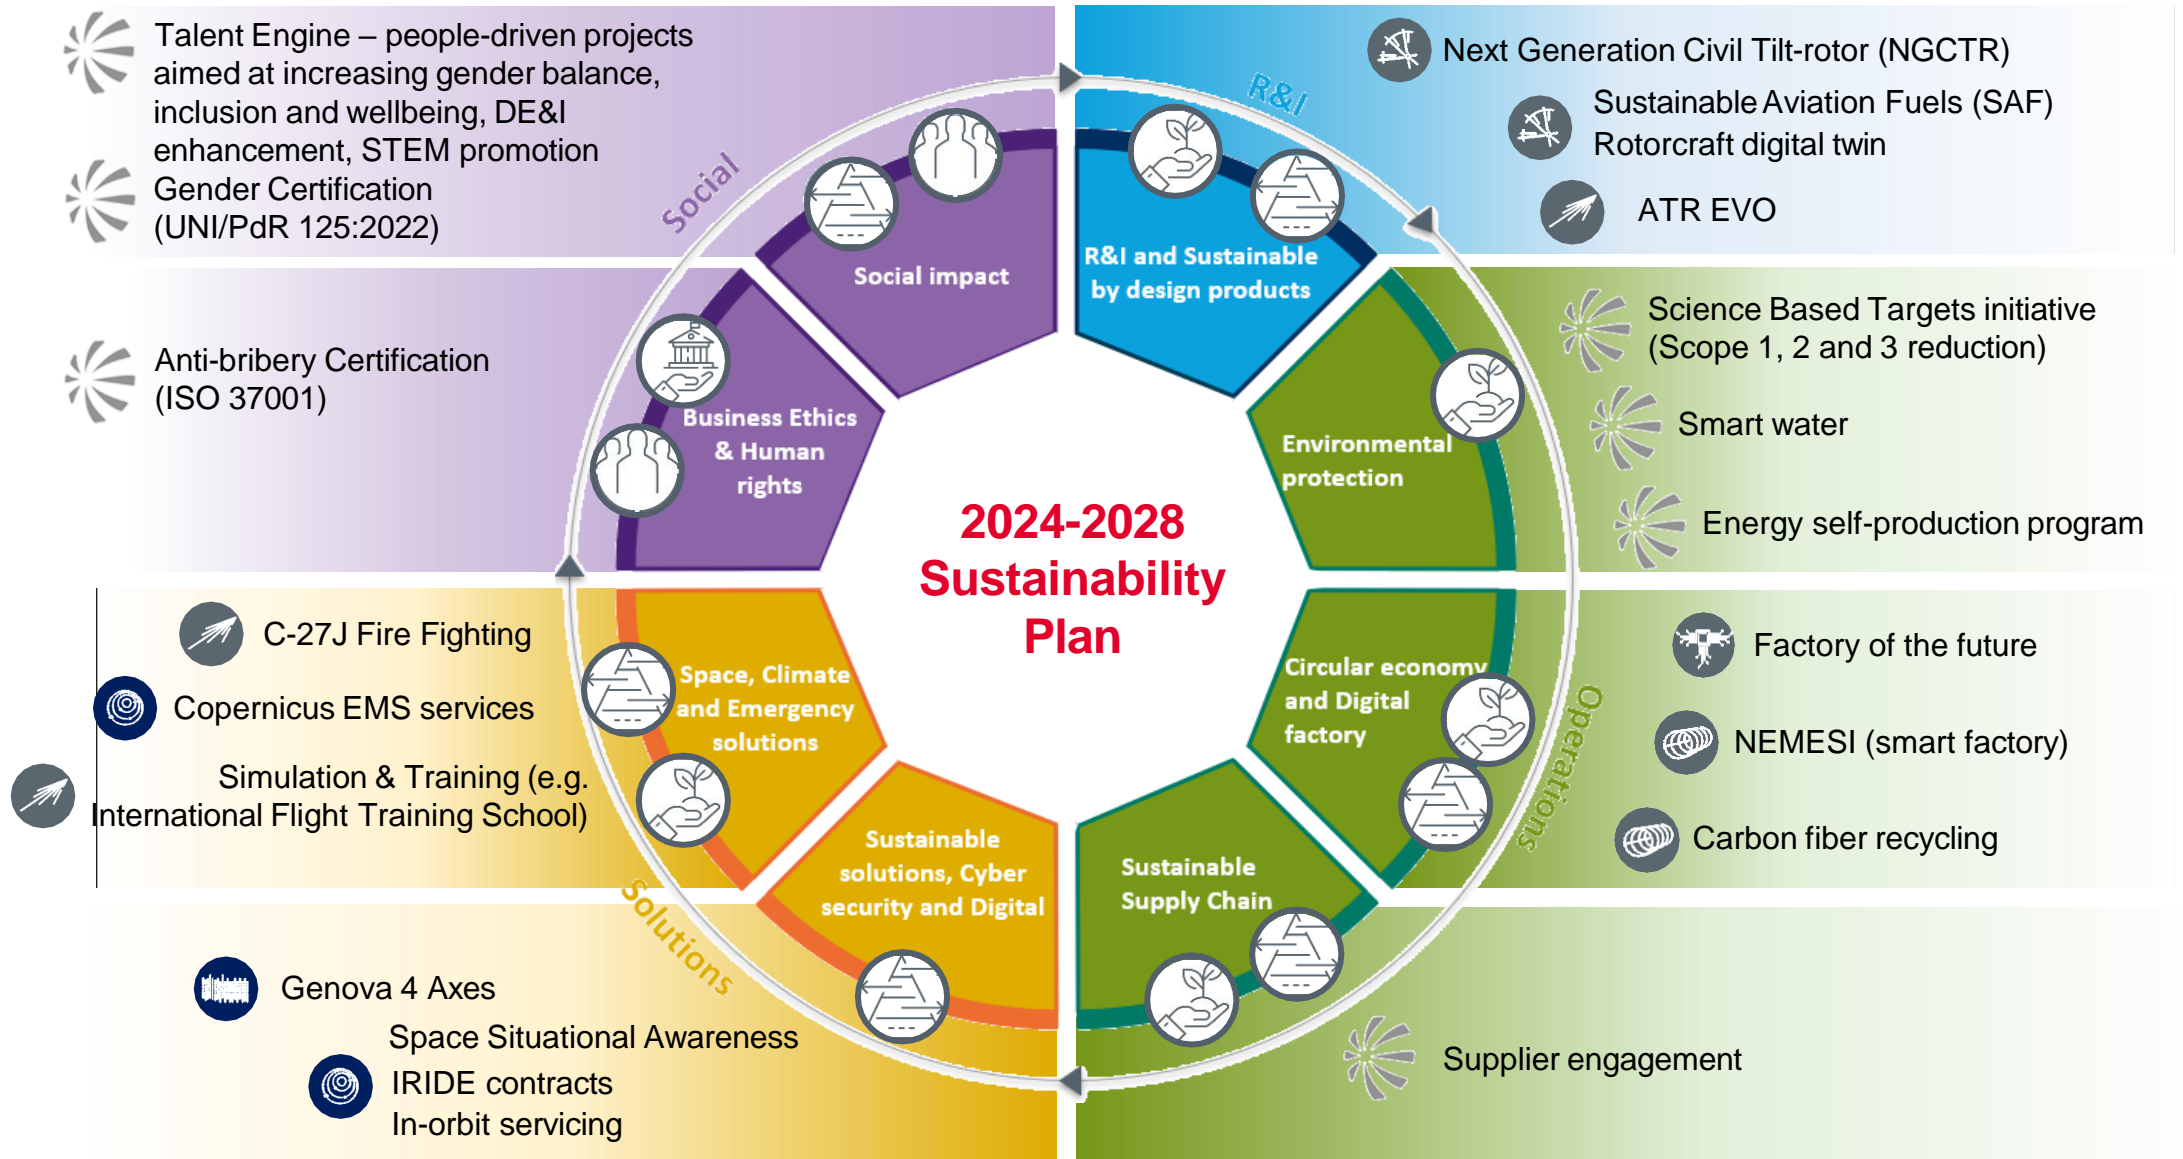 Talent Engine – people-driven projects
aimed at increasing gender balance,
inclusion and wellbeing, DE&I
enhancement, STEM promotion
Gender Certification
(UNI/PdR 125:2022)
Anti-bribery Certification
(ISO 37001)
C-27J Fire Fighting
Copernicus EMS services
Simulation & Training (e.g.
International Flight Training School)
Genova 4 Axes
Space Situational Awareness
IRIDE contracts
In-orbit servicing
Social
R&I
Operations
Solutions
Social impact
R&I and Sustainable
by design products
Business Ethics
& Human
rights
Environmental
protection
2024-2028
Sustainability
Plan
Space, Climate
and Emergency
solutions
Circular economy
and Digital
factory
Sustainable
solutions, Cyber
security and Digital
Sustainable
Supply Chain
Next Generation Civil Tilt-rotor (NGCTR)
Sustainable Aviation Fuels (SAF)
Rotorcraft digital twin
ATR EVO
Science Based Targets initiative
(Scope 1, 2 and 3 reduction)
Smart water
Energy self-production program
Factory of the future
NEMESI (smart factory)
Carbon fiber recycling
Supplier engagement